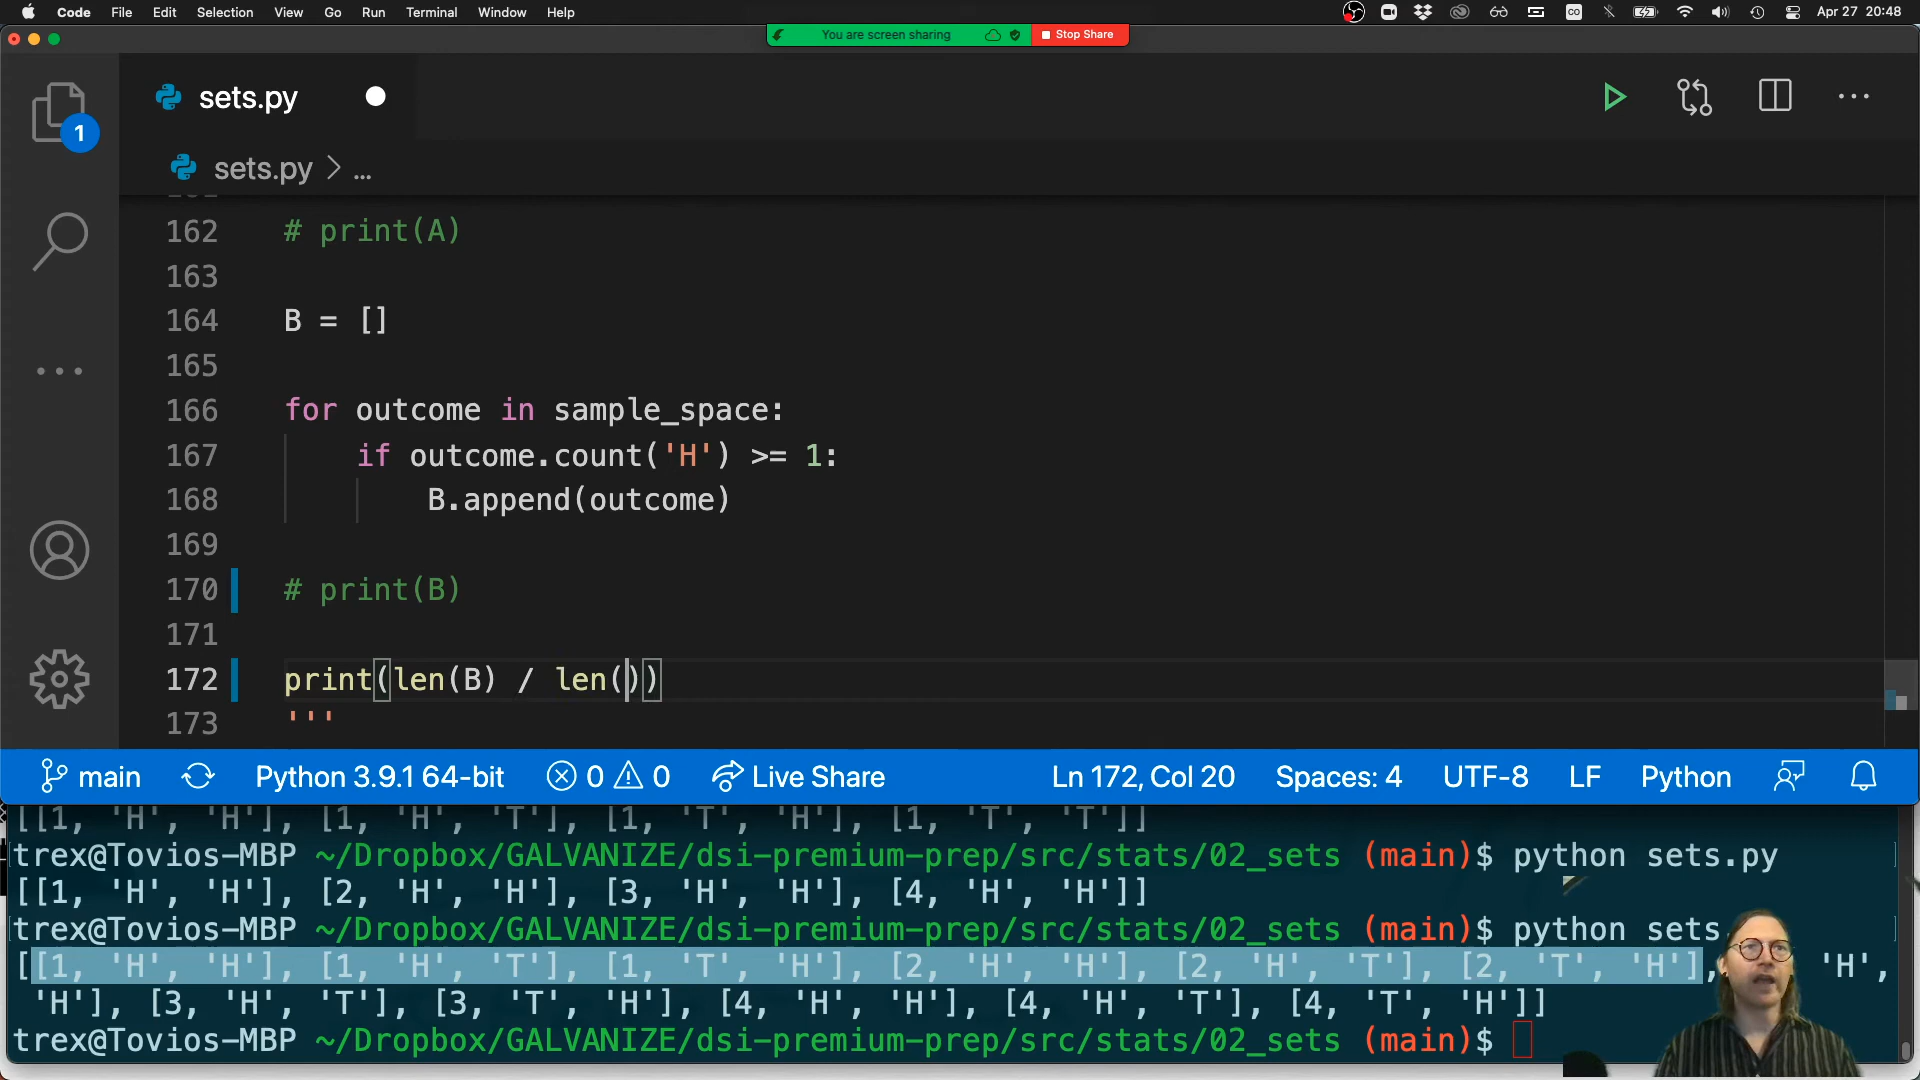 Code File Edit Selection View Go Run Terminal Window Help
Apr 27 20:48
You are screen sharing Stop Share
sets.py
1
sets.py > ...
162 # print(A)
163
164 B = []
165
166 for outcome in sample_space:
167 if outcome.count('H') >= 1:
168 B.append(outcome)
169
170 # print(B)
171
172 print(len(B) / len())
173 '''
main Python 3.9.1 64-bit 0 0 Live Share Ln 172, Col 20 Spaces: 4 UTF-8 LF Python
[[1, 'H', 'H'], [1, 'H', 'T'], [1, 'T', 'H'], [1, 'T', 'T']]
trex@Tovios-MBP ~/Dropbox/GALVANIZE/dsi-premium-prep/src/stats/02_sets (main)$ python sets.py
[[1, 'H', 'H'], [2, 'H', 'H'], [3, 'H', 'H'], [4, 'H', 'H']]
trex@Tovios-MBP ~/Dropbox/GALVANIZE/dsi-premium-prep/src/stats/02_sets (main)$ python sets.
[[1, 'H', 'H'], [1, 'H', 'T'], [1, 'T', 'H'], [2, 'H', 'H'], [2, 'H', 'T'], [2, 'T', 'H'], 'H',
'H'], [3, 'H', 'T'], [3, 'T', 'H'], [4, 'H', 'H'], [4, 'H', 'T'], [4, 'T', 'H']]
trex@Tovios-MBP ~/Dropbox/GALVANIZE/dsi-premium-prep/src/stats/02_sets (main)$